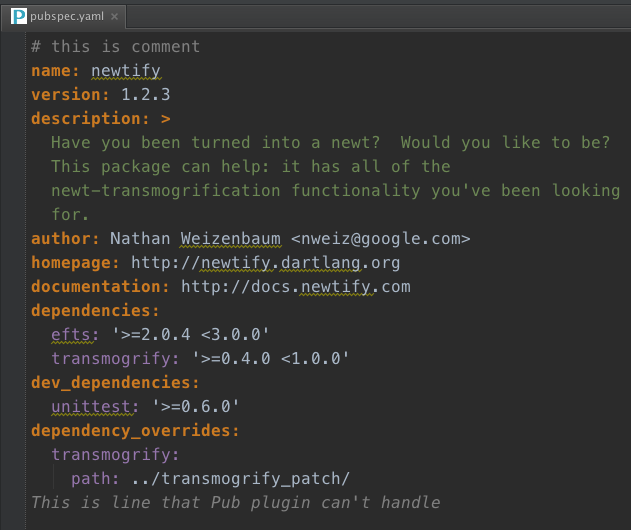 pubspec.yaml
# this is comment
name: newtify
version: 1.2.3
description: >
  Have you been turned into a newt?  Would you like to be?
  This package can help: it has all of the
  newt-transmogrification functionality you've been looking
  for.
author: Nathan Weizenbaum <nweiz@google.com>
homepage: http://newtify.dartlang.org
documentation: http://docs.newtify.com
dependencies:
  efts: '>=2.0.4 <3.0.0'
  transmogrify: '>=0.4.0 <1.0.0'
dev_dependencies:
  unittest: '>=0.6.0'
dependency_overrides:
  transmogrify:
    path: ../transmogrify_patch/
This is line that Pub plugin can't handle